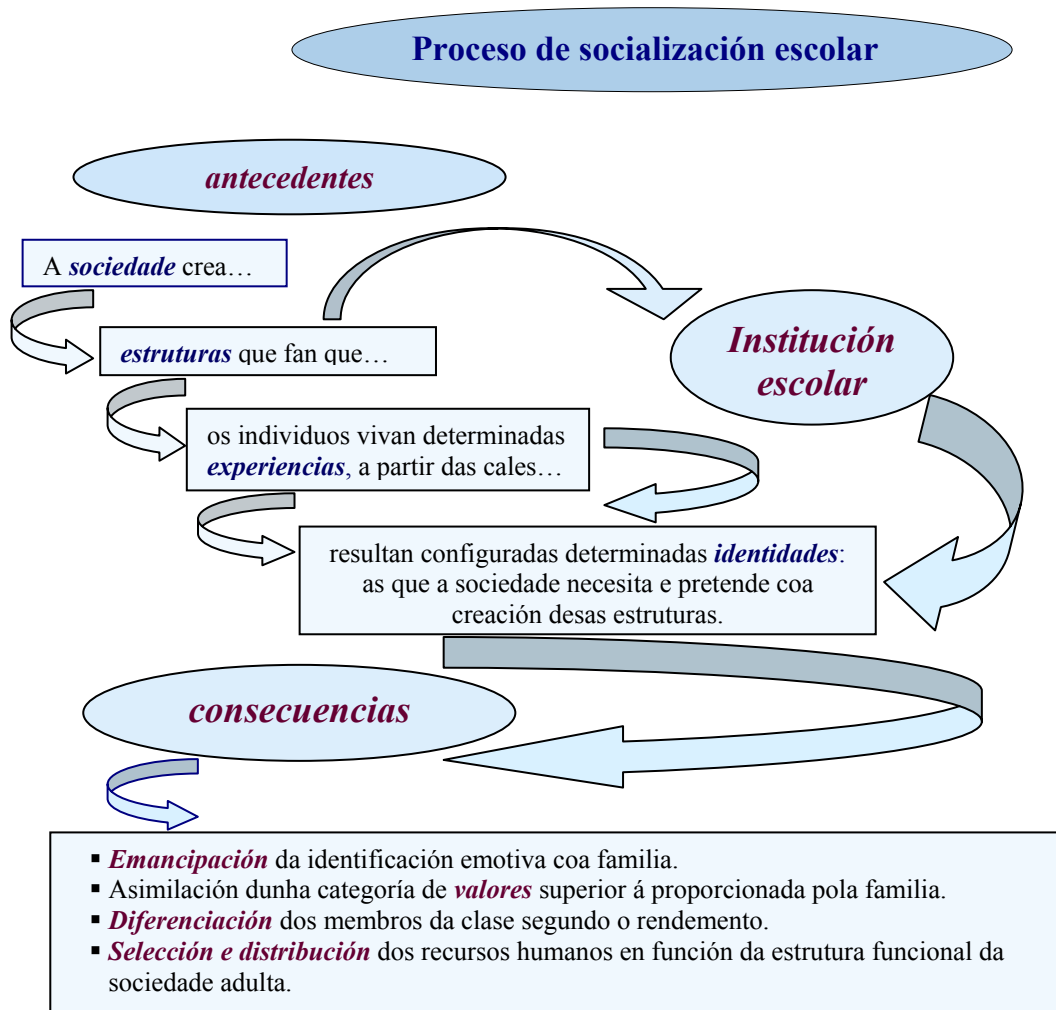 Proceso de socialización escolar
antecedentes
A sociedade crea…
estruturas que fan que…
Institución
escolar
os individuos vivan determinadas
experiencias, a partir das cales…
resultan configuradas determinadas identidades:
as que a sociedade necesita e pretende coa
creación desas estruturas.
consecuencias
▪ Emancipación da identificación emotiva coa familia.
▪ Asimilación dunha categoría de valores superior á proporcionada pola familia.
▪ Diferenciación dos membros da clase segundo o rendemento.
▪ Selección e distribución dos recursos humanos en función da estrutura funcional da
sociedade adulta.